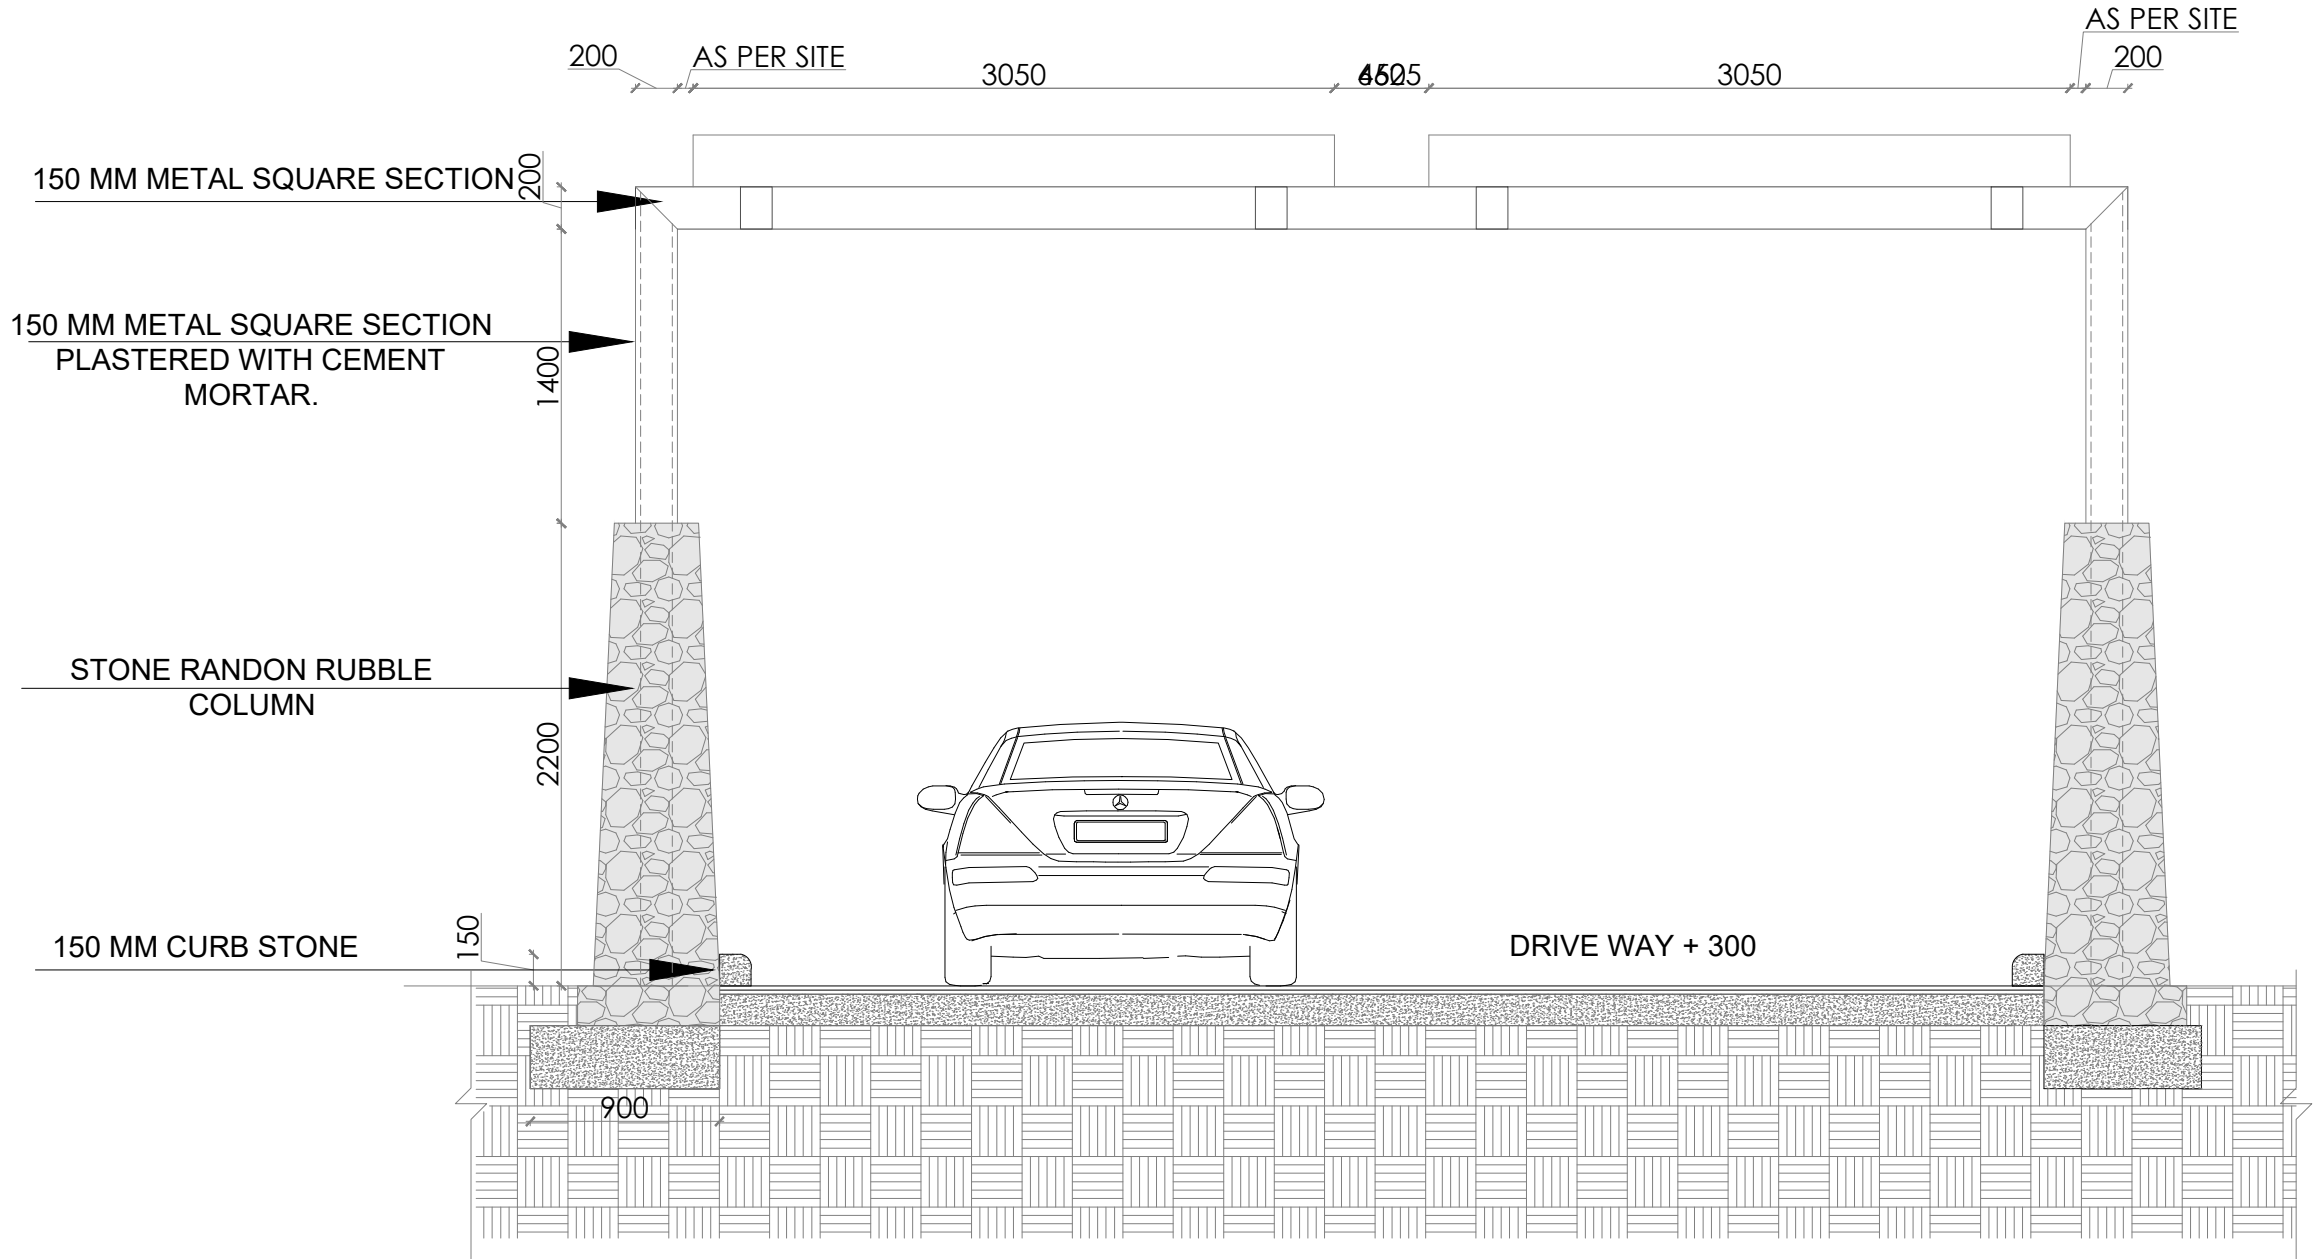 AS PER SITE
200
AS PER SITE
3050
3050
200
150 MM METAL SQUARE SECTION
200
150 MM METAL SQUARE SECTION
PLASTERED WITH CEMENT
MORTAR.
1400
STONE RANDON RUBBLE
COLUMN
2200
150 MM CURB STONE
150
DRIVE WAY + 300
900